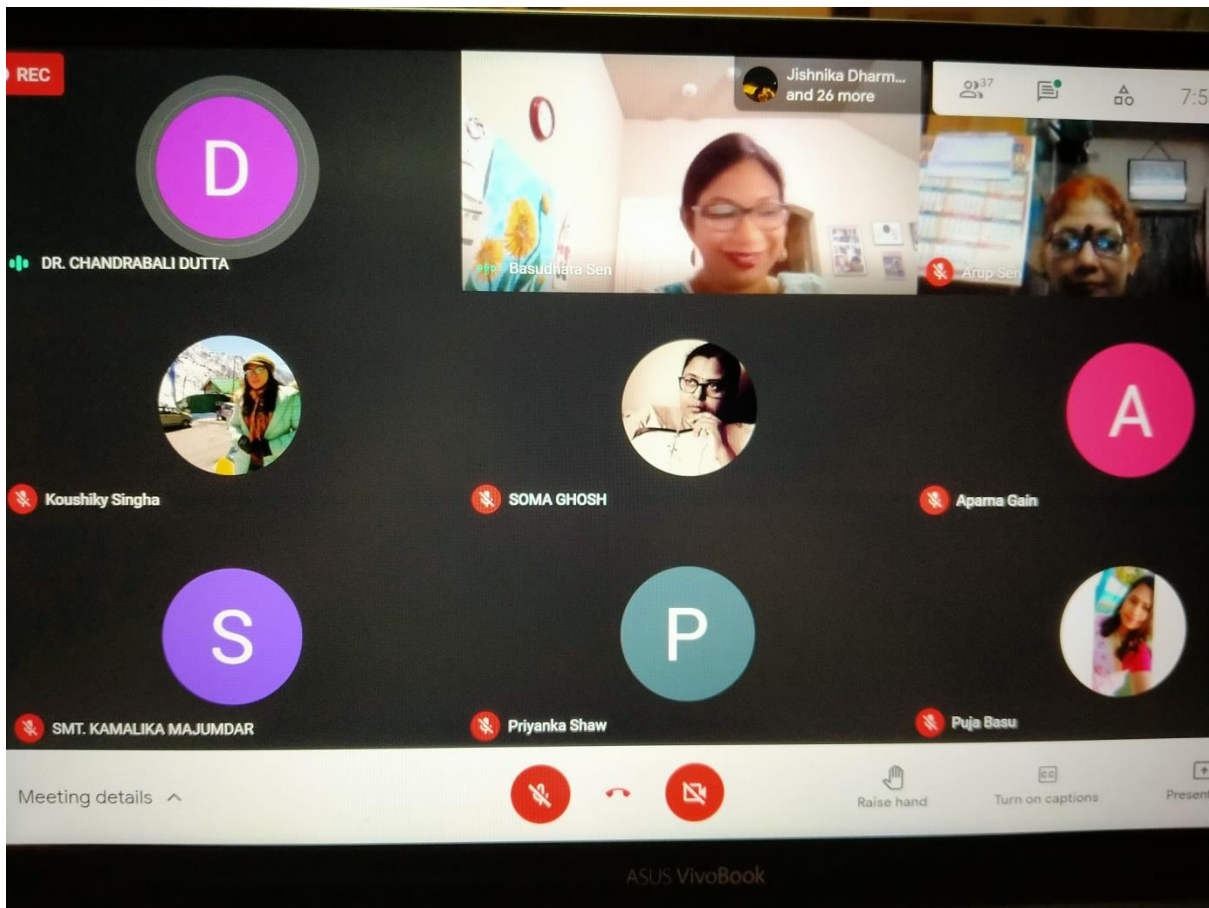 REC
Jishnika Dharm...
and 26 more
37
7:5
D
DR. CHANDRABALI DUTTA
Basudhara Sen
Arup Sen
Koushiky Singha
SOMA GHOSH
A
Aparna Gain
S
SMT. KAMALIKA MAJUMDAR
P
Priyanka Shaw
Puja Basu
Meeting details
Raise hand
CC
Turn on captions
Present
ASUS VivoBook